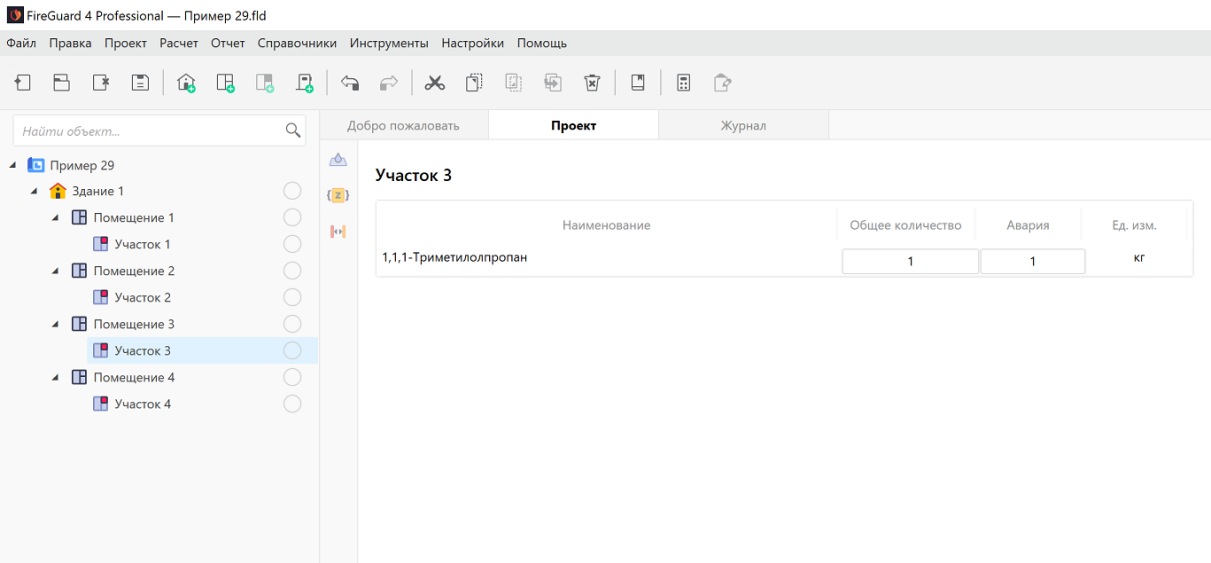 FireGuard 4 Professional — Пример 29.fld
Файл Правка Проект Расчет Отчет Справочники Инструменты Настройки Помощь
Найти объект...
Добро пожаловать Проект Журнал
Пример 29
Здание 1
Помещение 1
Участок 1
Помещение 2
Участок 2
Помещение 3
Участок 3
Помещение 4
Участок 4
{z}
Участок 3
Наименование Общее количество Авария Ед. изм.
1,1,1-Триметилолпропан 1 1 кг